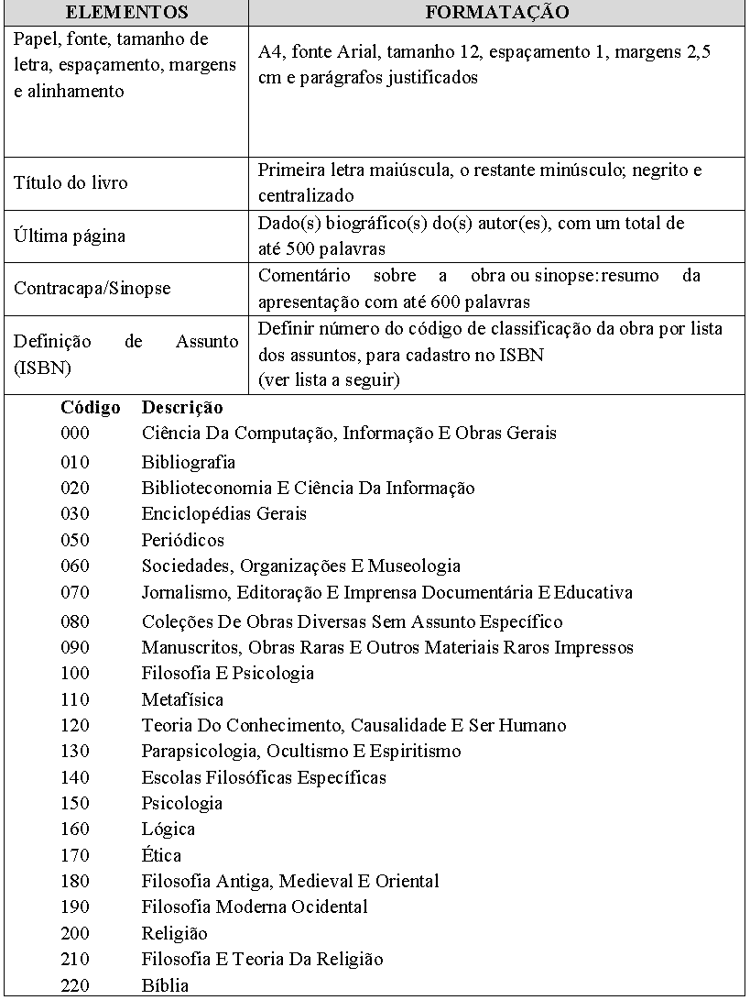 ELEMENTOS FORMATAÇÃO
Papel, fonte, tamanho de
letra, espaçamento, margens
e alinhamento
A4, fonte Arial, tamanho 12, espaçamento 1, margens 2,5
cm e parágrafos justificados
Título do livro
Primeira letra maiúscula, o restante minúsculo; negrito e
centralizado
Última página
Dado(s) biográfico(s) do(s) autor(es), com um total de
até 500 palavras
Contracapa/Sinopse
Comentário sobre a obra ou sinopse: resumo da
apresentação com até 600 palavras
Definição de Assunto
(ISBN)
Definir número do código de classificação da obra por lista
dos assuntos, para cadastro no ISBN
(ver lista a seguir)
Código Descrição
000 Ciência Da Computação, Informação E Obras Gerais
010 Bibliografia
020 Biblioteconomia E Ciência Da Informação
030 Enciclopédias Gerais
050 Periódicos
060 Sociedades, Organizações E Museologia
070 Jornalismo, Editoração E Imprensa Documentária E Educativa
080 Coleções De Obras Diversas Sem Assunto Específico
090 Manuscritos, Obras Raras E Outros Materiais Raros Impressos
100 Filosofia E Psicologia
110 Metafísica
120 Teoria Do Conhecimento, Causalidade E Ser Humano
130 Parapsicologia, Ocultismo E Espiritismo
140 Escolas Filosóficas Específicas
150 Psicologia
160 Lógica
170 Ética
180 Filosofia Antiga, Medieval E Oriental
190 Filosofia Moderna Ocidental
200 Religião
210 Filosofia E Teoria Da Religião
220 Bíblia